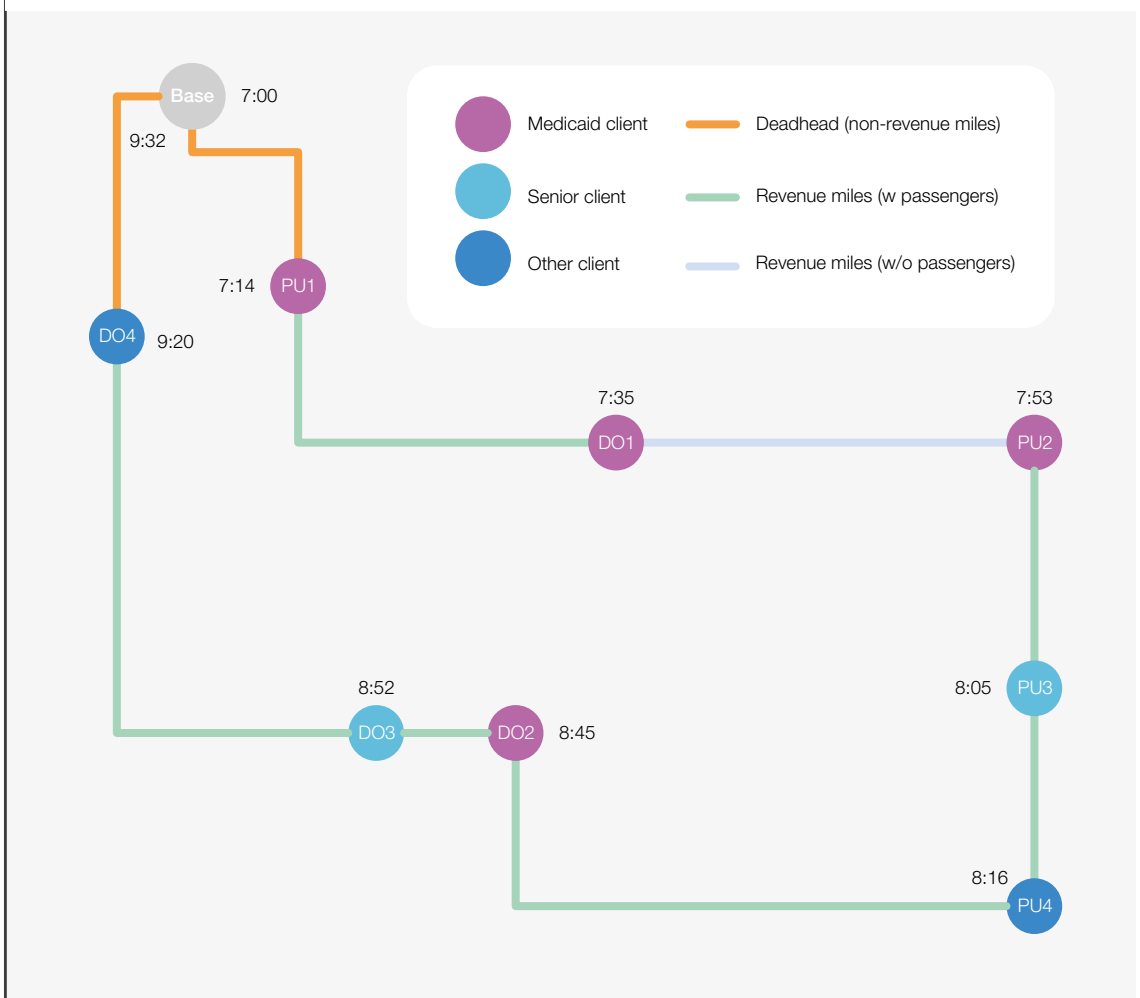 Base
7:00
9:32
Medicaid client
Deadhead (non-revenue miles)
Senior client
Revenue miles (w passengers)
Other client
Revenue miles (w/o passengers)
7:14
PU1
DO4
9:20
7:35
7:53
DO1
PU2
8:52
8:05
PU3
DO3
DO2
8:45
8:16
PU4